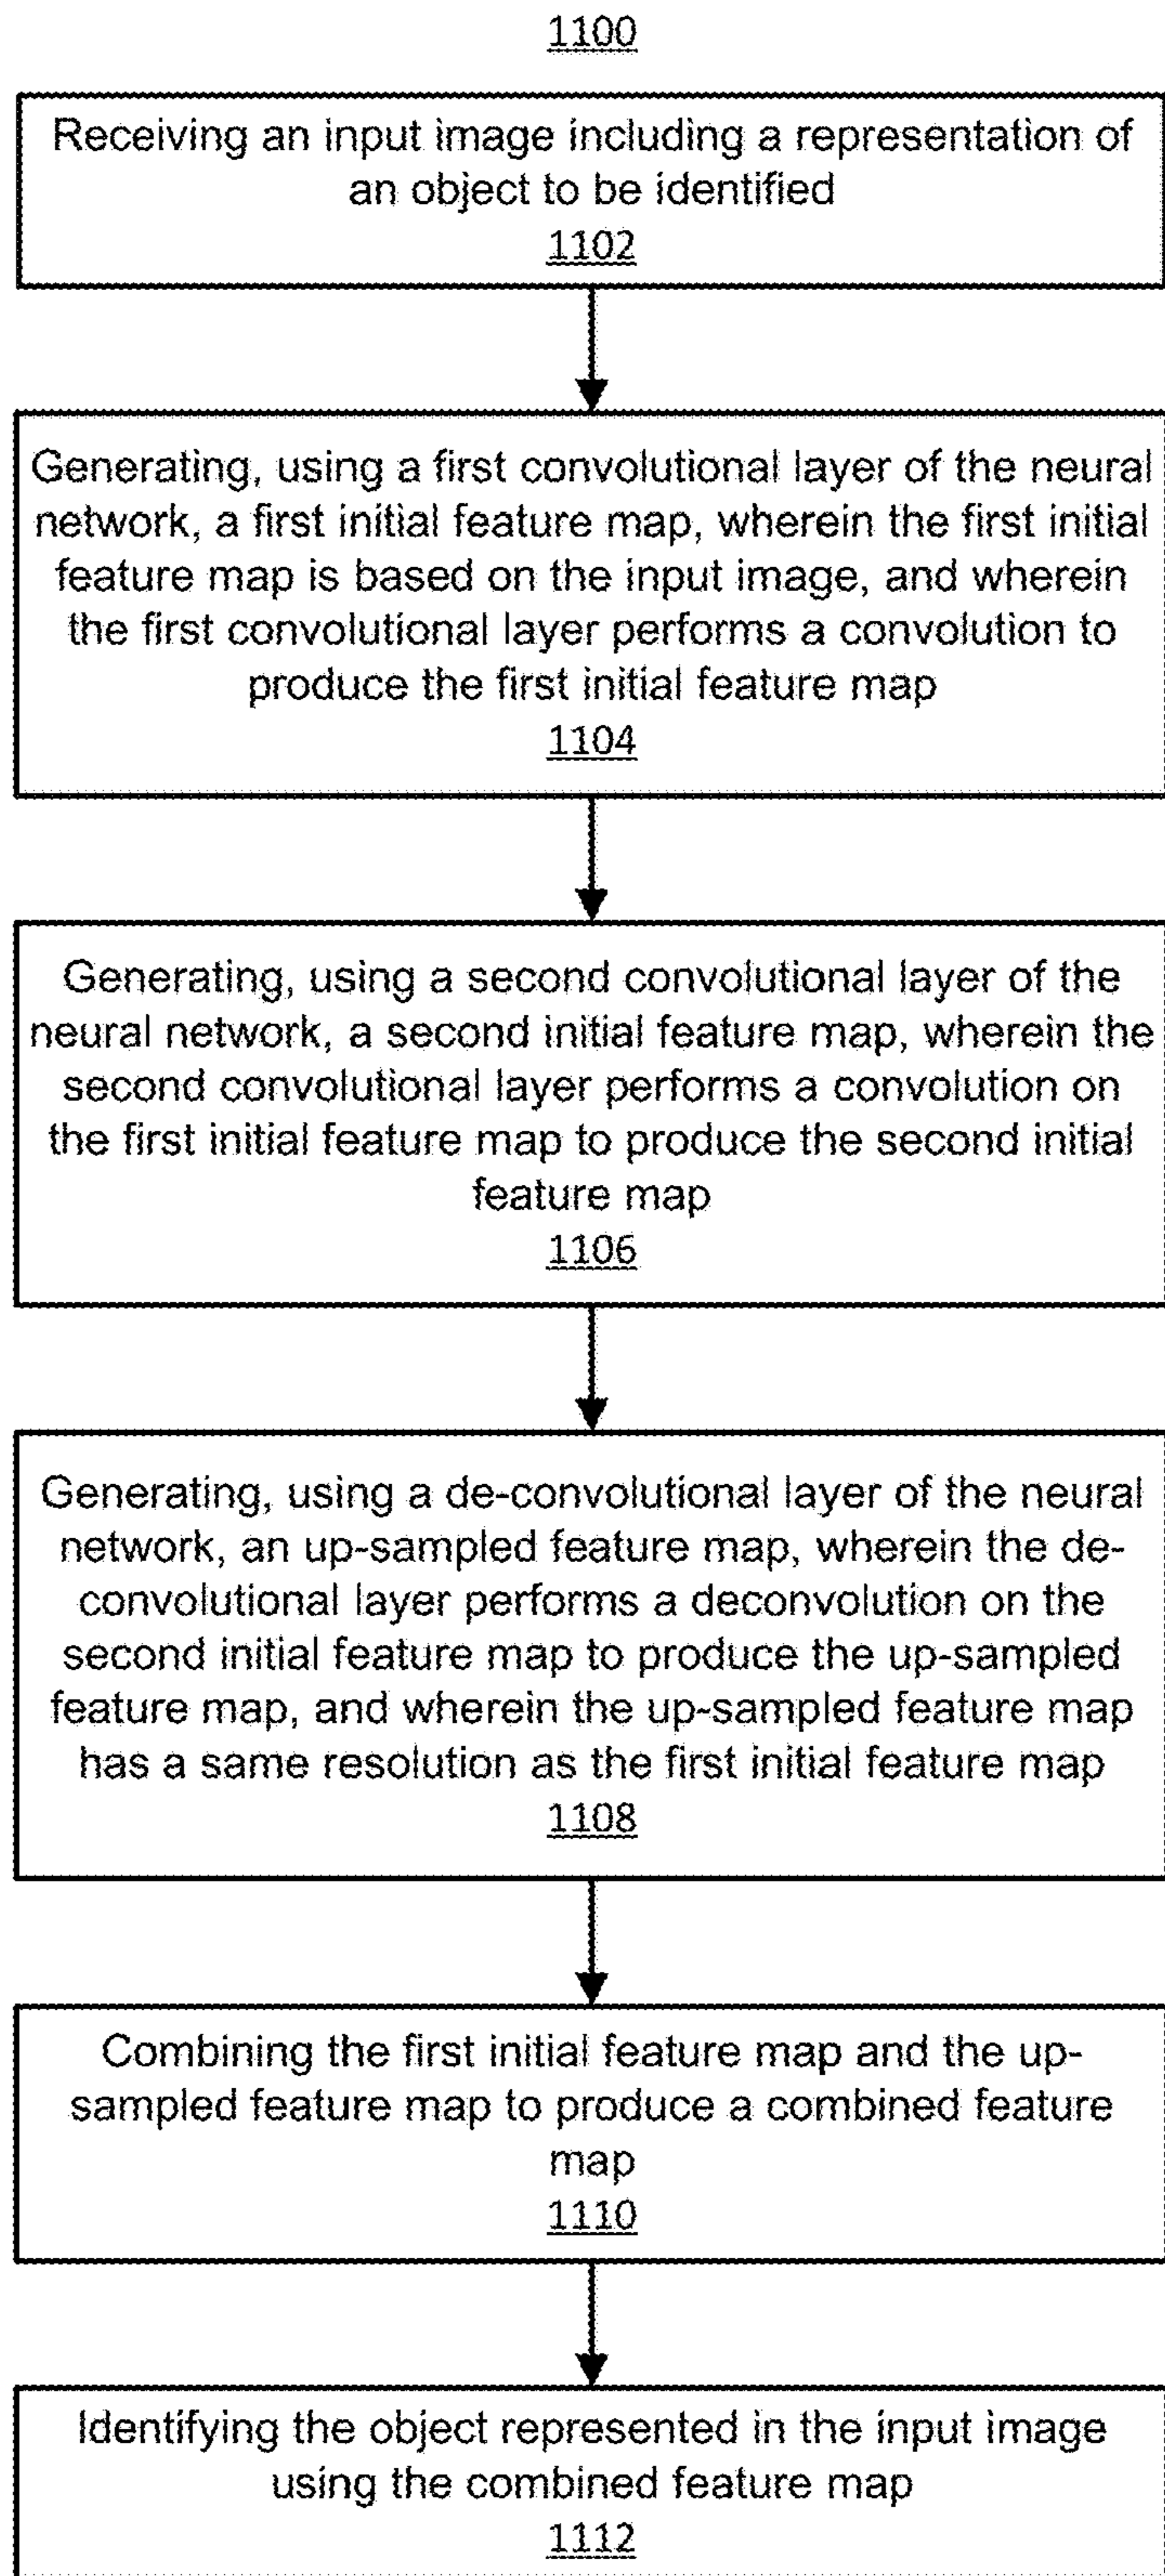 1100
Receiving an input image including a representation of
an object to be identified
1102
Generating, using a first convolutional layer of the neural
network, a first initial feature map, wherein the first initial
feature map is based on the input image, and wherein
the first convolutional layer performs a convolution to
produce the first initial feature map
1104
Generating, using a second convolutional layer of the
neural network, a second initial feature map, wherein the
second convolutional layer performs a convolution on
the first initial feature map to produce the second initial
feature map
1106
Generating, using a de-convolutional layer of the neural
network, an up-sampled feature map, wherein the de-
convolutional layer performs a deconvolution on the
second initial feature map to produce the up-sampled
feature map, and wherein the up-sampled feature map
has a same resolution as the first initial feature map
1108
Combining the first initial feature map and the up-
sampled feature map to produce a combined feature
map
1110
Identifying the object represented in the input image
using the combined feature map
1112